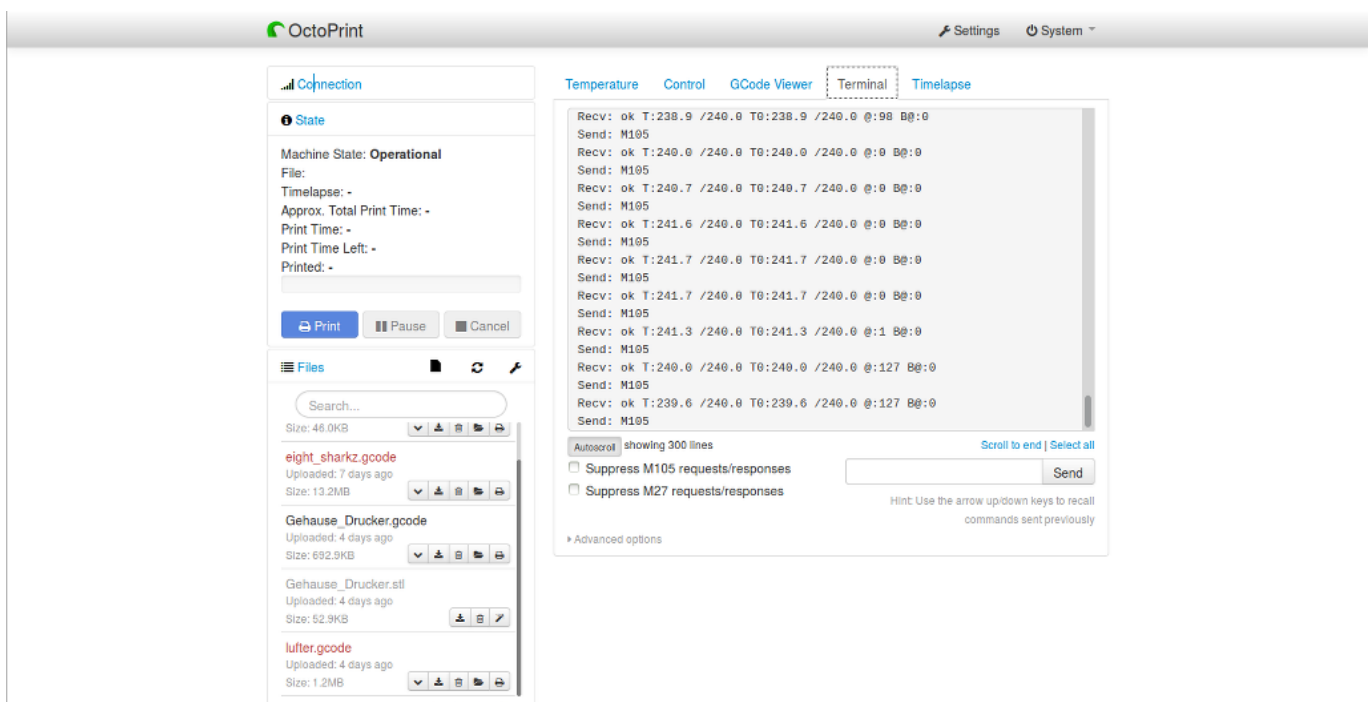 OctoPrint
Settings
System
Connection
State
Machine State: Operational
File:
Timelapse: -
Approx. Total Print Time: -
Print Time: -
Print Time Left: -
Printed: -
Print
Pause
Cancel
Files
Search...
Size: 46.0KB
eight_sharkz.gcode
Uploaded: 7 days ago
Size: 13.2MB
Gehause_Drucker.gcode
Uploaded: 4 days ago
Size: 692.9KB
Gehause_Drucker.stl
Uploaded: 4 days ago
Size: 52.9KB
lufter.gcode
Uploaded: 4 days ago
Size: 1.2MB
Temperature
Control
GCode Viewer
Terminal
Timelapse
Recv: ok T:238.9 /240.0 T0:238.9 /240.0 @:98 B@:0
Send: M105
Recv: ok T:240.0 /240.0 T0:240.0 /240.0 @:0 B@:0
Send: M105
Recv: ok T:240.7 /240.0 T0:240.7 /240.0 @:0 B@:0
Send: M105
Recv: ok T:241.6 /240.0 T0:241.6 /240.0 @:0 B@:0
Send: M105
Recv: ok T:241.7 /240.0 T0:241.7 /240.0 @:0 B@:0
Send: M105
Recv: ok T:241.7 /240.0 T0:241.7 /240.0 @:0 B@:0
Send: M105
Recv: ok T:241.3 /240.0 T0:241.3 /240.0 @:1 B@:0
Send: M105
Recv: ok T:240.0 /240.0 T0:240.0 /240.0 @:127 B@:0
Send: M105
Recv: ok T:239.6 /240.0 T0:239.6 /240.0 @:127 B@:0
Send: M105
Autoscroll showing 300 lines
Scroll to end | Select all
Suppress M105 requests/responses
Suppress M27 requests/responses
Send
Hint: Use the arrow up/down keys to recall
commands sent previously
Advanced options